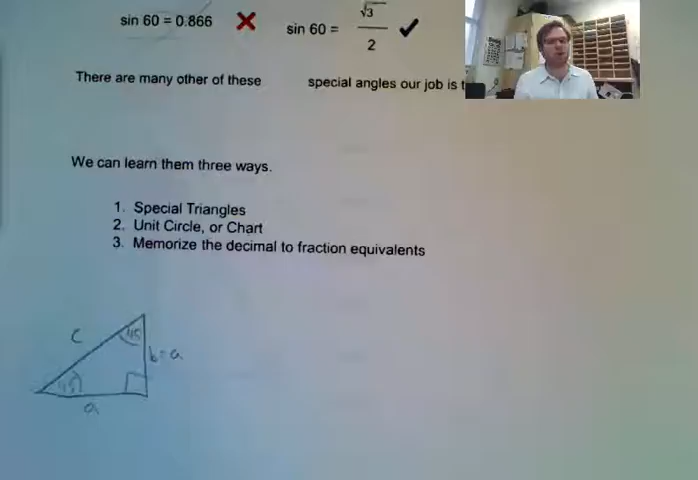 sin 60 = 0.866
sin 60 = √3
2
There are many other of these special angles our job is t
We can learn them three ways.
1. Special Triangles
2. Unit Circle, or Chart
3. Memorize the decimal to fraction equivalents
c
45
b=a
45
a